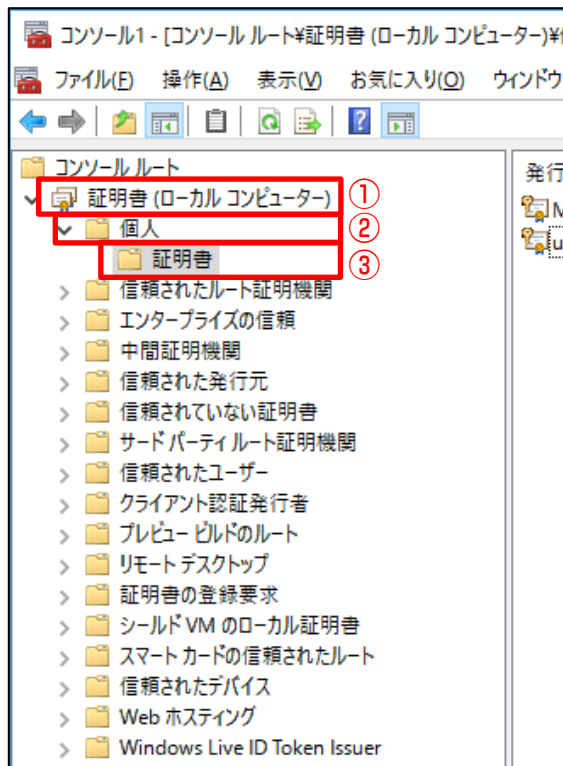 コンソール1 - [コンソール ルート¥証明書 (ローカル コンピューター)¥
ファイル(F) 操作(A) 表示(V) お気に入り(O) ウィンドウ
コンソール ルート
発行
証明書 (ローカル コンピューター) ①
M
個人 ②
u
証明書 ③
信頼されたルート証明機関
エンタープライズの信頼
中間証明機関
信頼された発行元
信頼されていない証明書
サード パーティ ルート証明機関
信頼されたユーザー
クライアント認証発行者
プレビュー ビルドのルート
リモート デスクトップ
証明書の登録要求
シールド VM のローカル証明書
スマート カードの信頼されたルート
信頼されたデバイス
Web ホスティング
Windows Live ID Token Issuer